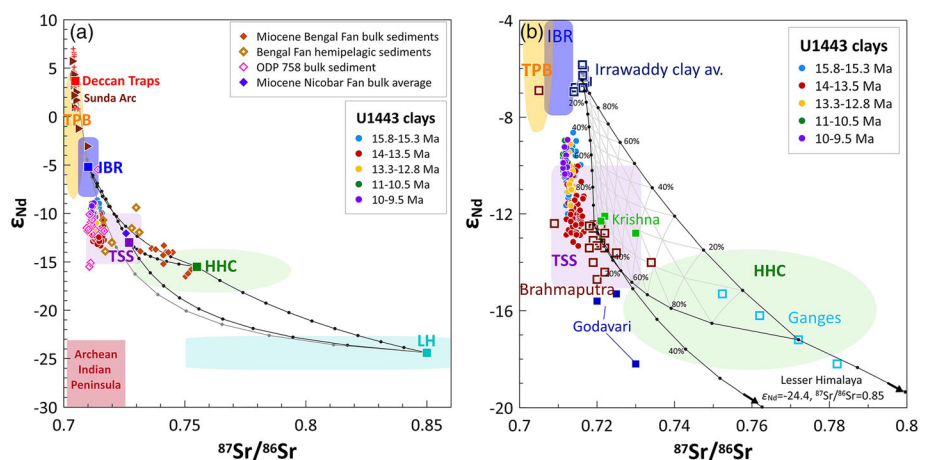 (a)
Miocene Bengal Fan bulk sediments
Bengal Fan hemipelagic sediments
ODP 758 bulk sediment
Miocene Nicobar Fan bulk average
U1443 clays
15.8-15.3 Ma
14-13.5 Ma
13.3-12.8 Ma
11-10.5 Ma
10-9.5 Ma
Deccan Traps
Sunda Arc
TPB
IBR
TSS
HHC
LH
Archean
Indian
Peninsula
10
5
0
-5
-10
-15
-20
-25
-30
εNd
0.7
0.75
0.8
0.85
⁸⁷Sr/⁸⁶Sr
(b)
IBR
TPB
Irrawaddy clay av.
U1443 clays
15.8-15.3 Ma
14-13.5 Ma
13.3-12.8 Ma
11-10.5 Ma
10-9.5 Ma
20%
80%
40%
60%
60%
40%
80%
20%
Krishna
TSS
HHC
Brahmaputra
Ganges
Godavari
80%
40%
Lesser Himalaya
εNd=-24.4, ⁸⁷Sr/⁸⁶Sr=0.85
-4
-8
-12
-16
-20
εNd
0.7
0.72
0.74
0.76
0.78
0.8
⁸⁷Sr/⁸⁶Sr